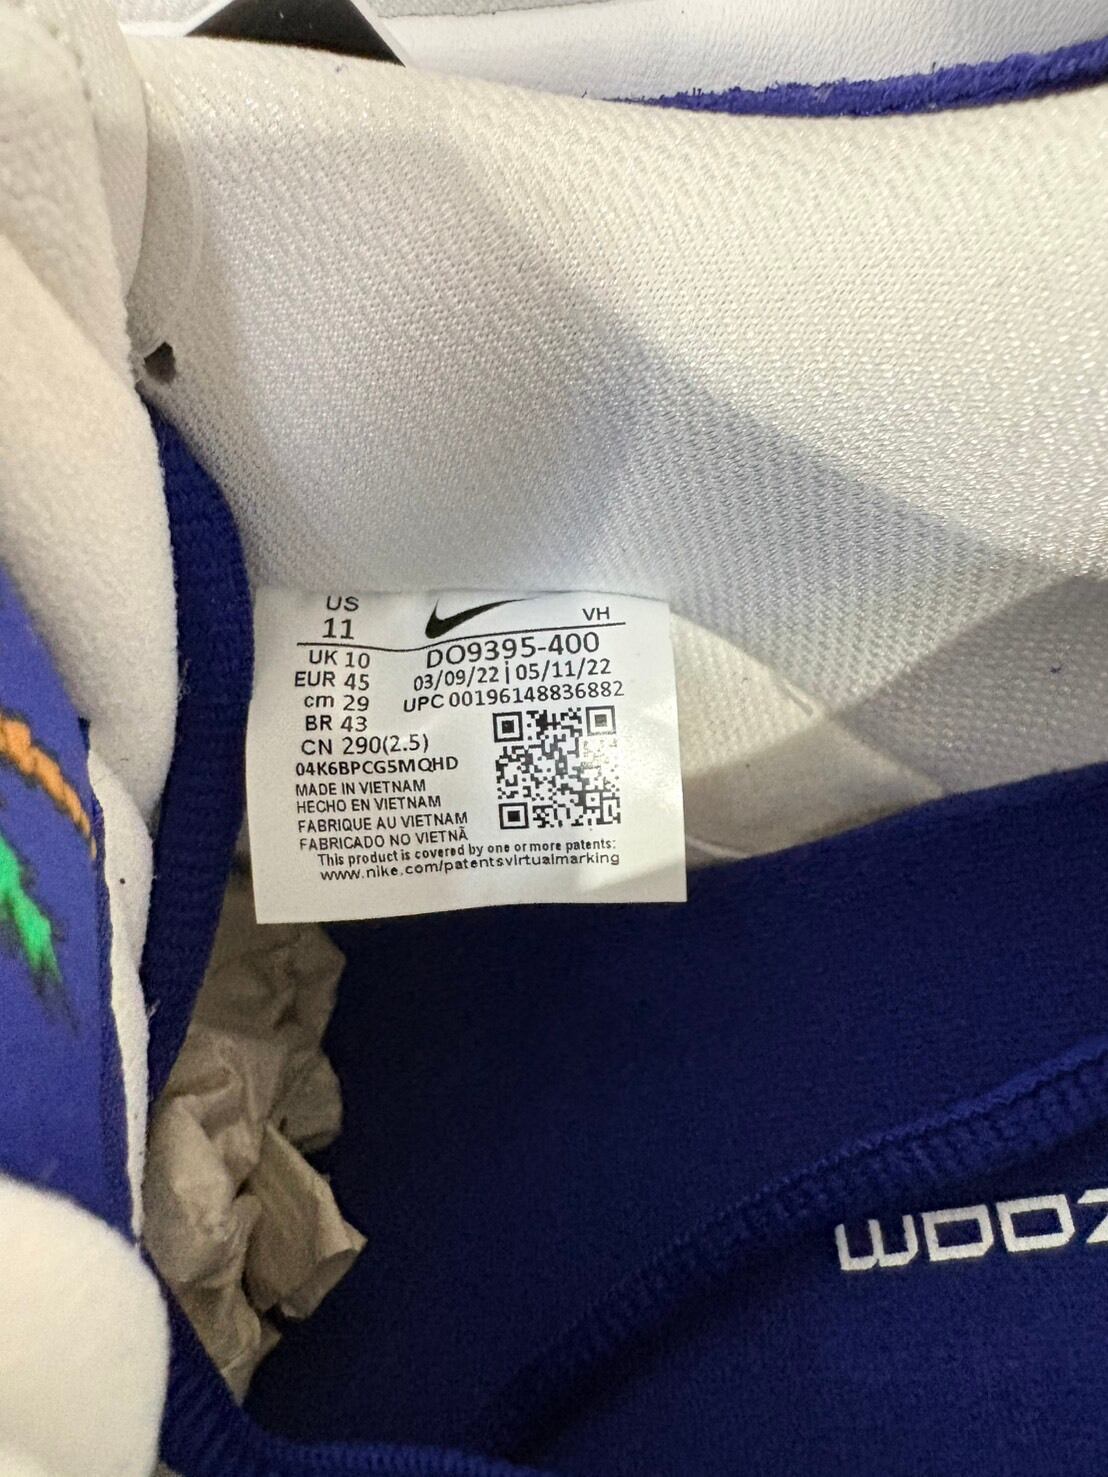 US
11
VH
UK 10
DO9395-400
EUR 45
03/09/22 | 05/11/22
cm 29
UPC 00196148836882
BR 43
CN 290(2.5)
04K6BPCG5MQHD
MADE IN VIETNAM
HECHO EN VIETNAM
FABRIQUE AU VIETNAM
FABRICADO NO VIETNÃ
This product is covered by one or more patents:
www.nike.com/patentsvirtualmarking
ZOOM